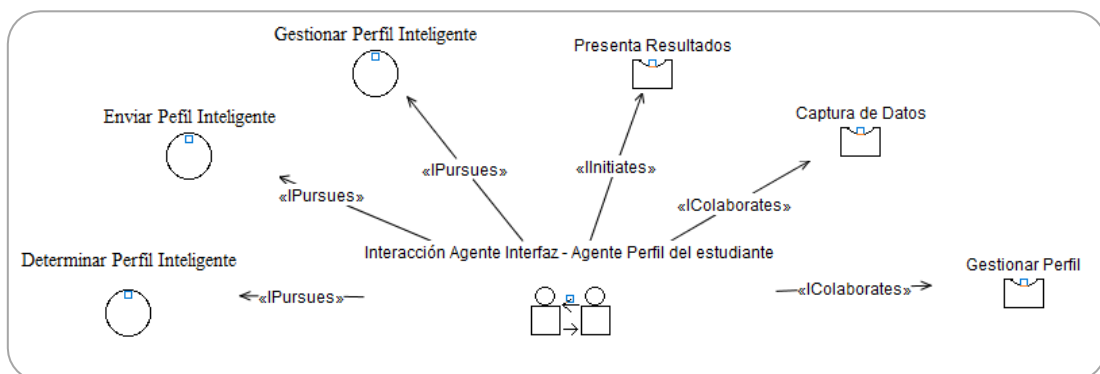 Gestionar Perfil Inteligente
Presenta Resultados
Enviar Pefil Inteligente
Captura de Datos
«IPursues»
«IInitiates»
«IPursues»
«IColaborates»
Interacción Agente Interfaz - Agente Perfil del estudiante
Determinar Perfil Inteligente
Gestionar Perfil
«IPursues»
«IColaborates»